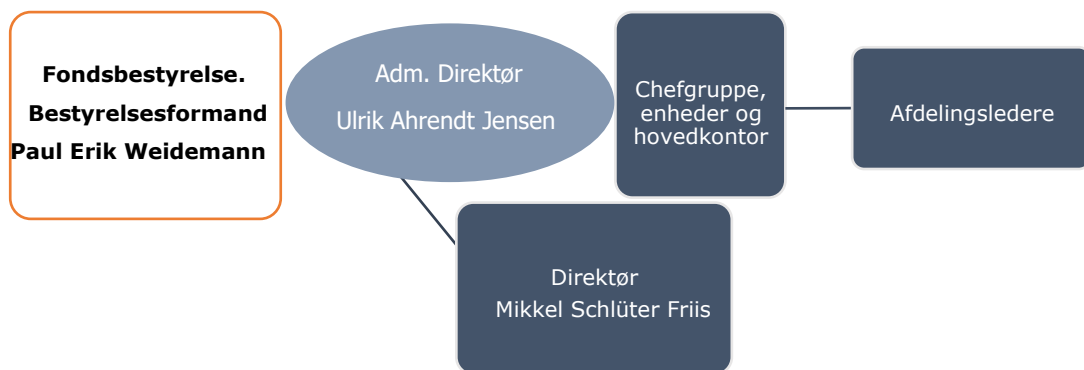 Fondsbestyrelse.
Bestyrelsesformand
Paul Erik Weidemann
Adm. Direktør
Ulrik Ahrendt Jensen
Chefgruppe,
enheder og
hovedkontor
Afdelingsledere
Direktør
Mikkel Schlüter Friis